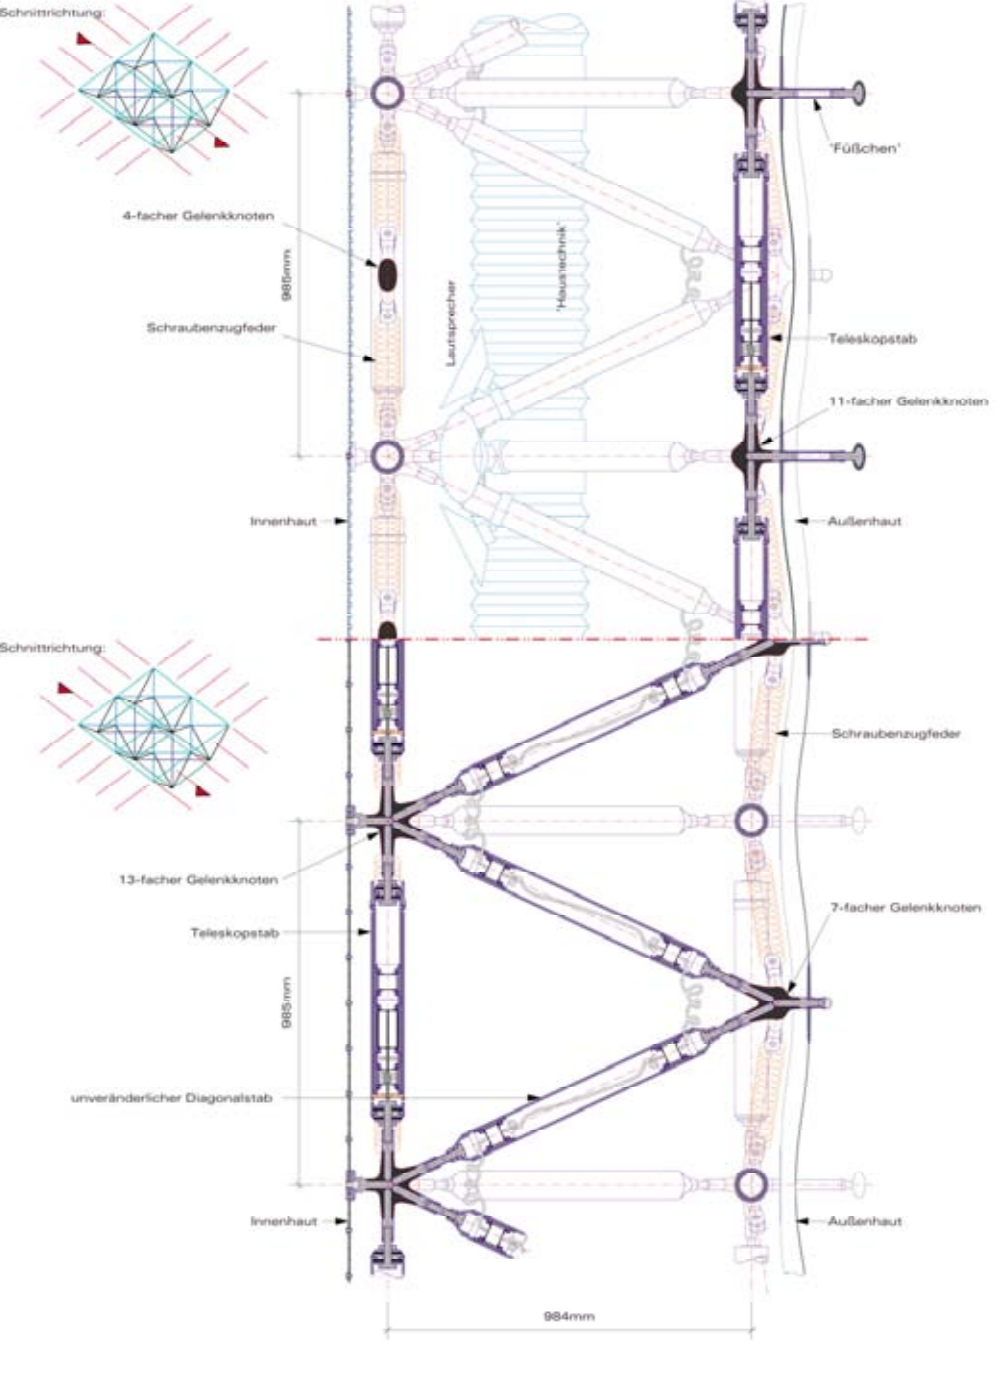 Schnittrichtung:
'Füßchen'
4-facher Gelenkknoten
985mm
'Haustechnik'
Lautsprecher
Schraubenzugfeder
Teleskopstab
11-facher Gelenkknoten
Innenhaut
Außenhaut
Schnittrichtung:
Schraubenzugfeder
13-facher Gelenkknoten
7-facher Gelenkknoten
Teleskopstab
985mm
unveränderlicher Diagonalstab
Innenhaut
Außenhaut
984mm